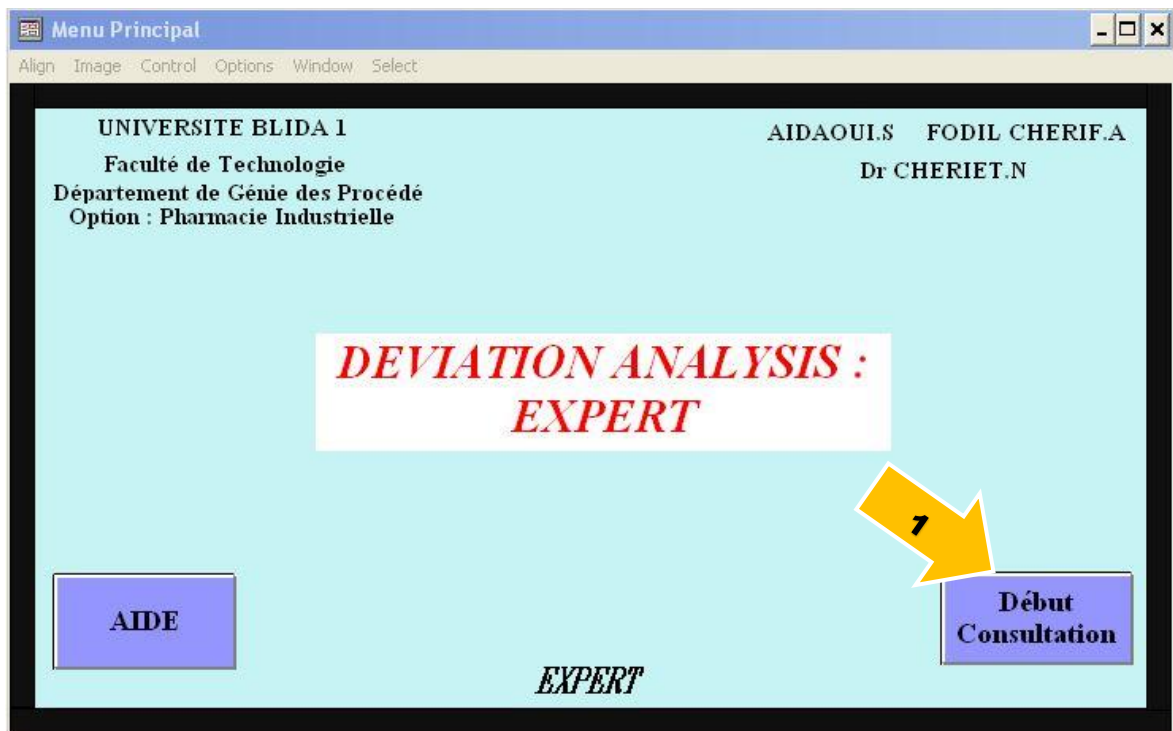 Menu Principal
Align Image Control Options Window Select
UNIVERSITE BLIDA 1
Faculté de Technologie
Département de Génie des Procédé
Option : Pharmacie Industrielle
AIDAOUI.S FODIL CHERIF.A
Dr CHERIET.N
DEVIATION ANALYSIS :
EXPERT
1
AIDE
Début
Consultation
EXPERT